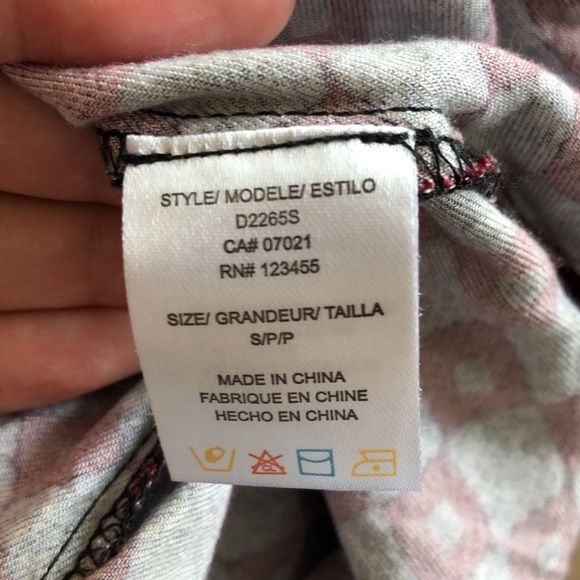 STYLE/ MODELE/ ESTILO
D2265S
CA# 07021
RN# 123455
SIZE/ GRANDEUR/ TAILLA
S/P/P
MADE IN CHINA
FABRIQUE EN CHINE
HECHO EN CHINA